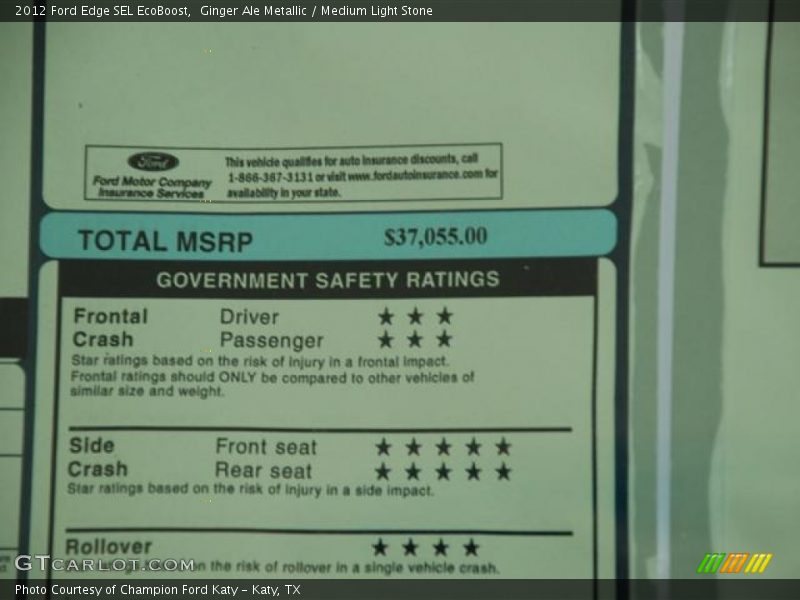 2012 Ford Edge SEL EcoBoost, Ginger Ale Metallic / Medium Light Stone
Ford
Ford Motor Company
Insurance Services
This vehicle qualifies for auto insurance discounts, call
1-866-367-3131 or visit www.fordautoinsurance.com for
availability in your state.
TOTAL MSRP $37,055.00
GOVERNMENT SAFETY RATINGS
Frontal Driver ★ ★ ★
Crash Passenger ★ ★ ★
Star ratings based on the risk of injury in a frontal impact.
Frontal ratings should ONLY be compared to other vehicles of
similar size and weight.
Side Front seat ★ ★ ★ ★ ★
Crash Rear seat ★ ★ ★ ★ ★
Star ratings based on the risk of injury in a side impact.
Rollover ★ ★ ★ ★
on the risk of rollover in a single vehicle crash.
GTCARLOT.COM
Photo Courtesy of Champion Ford Katy – Katy, TX